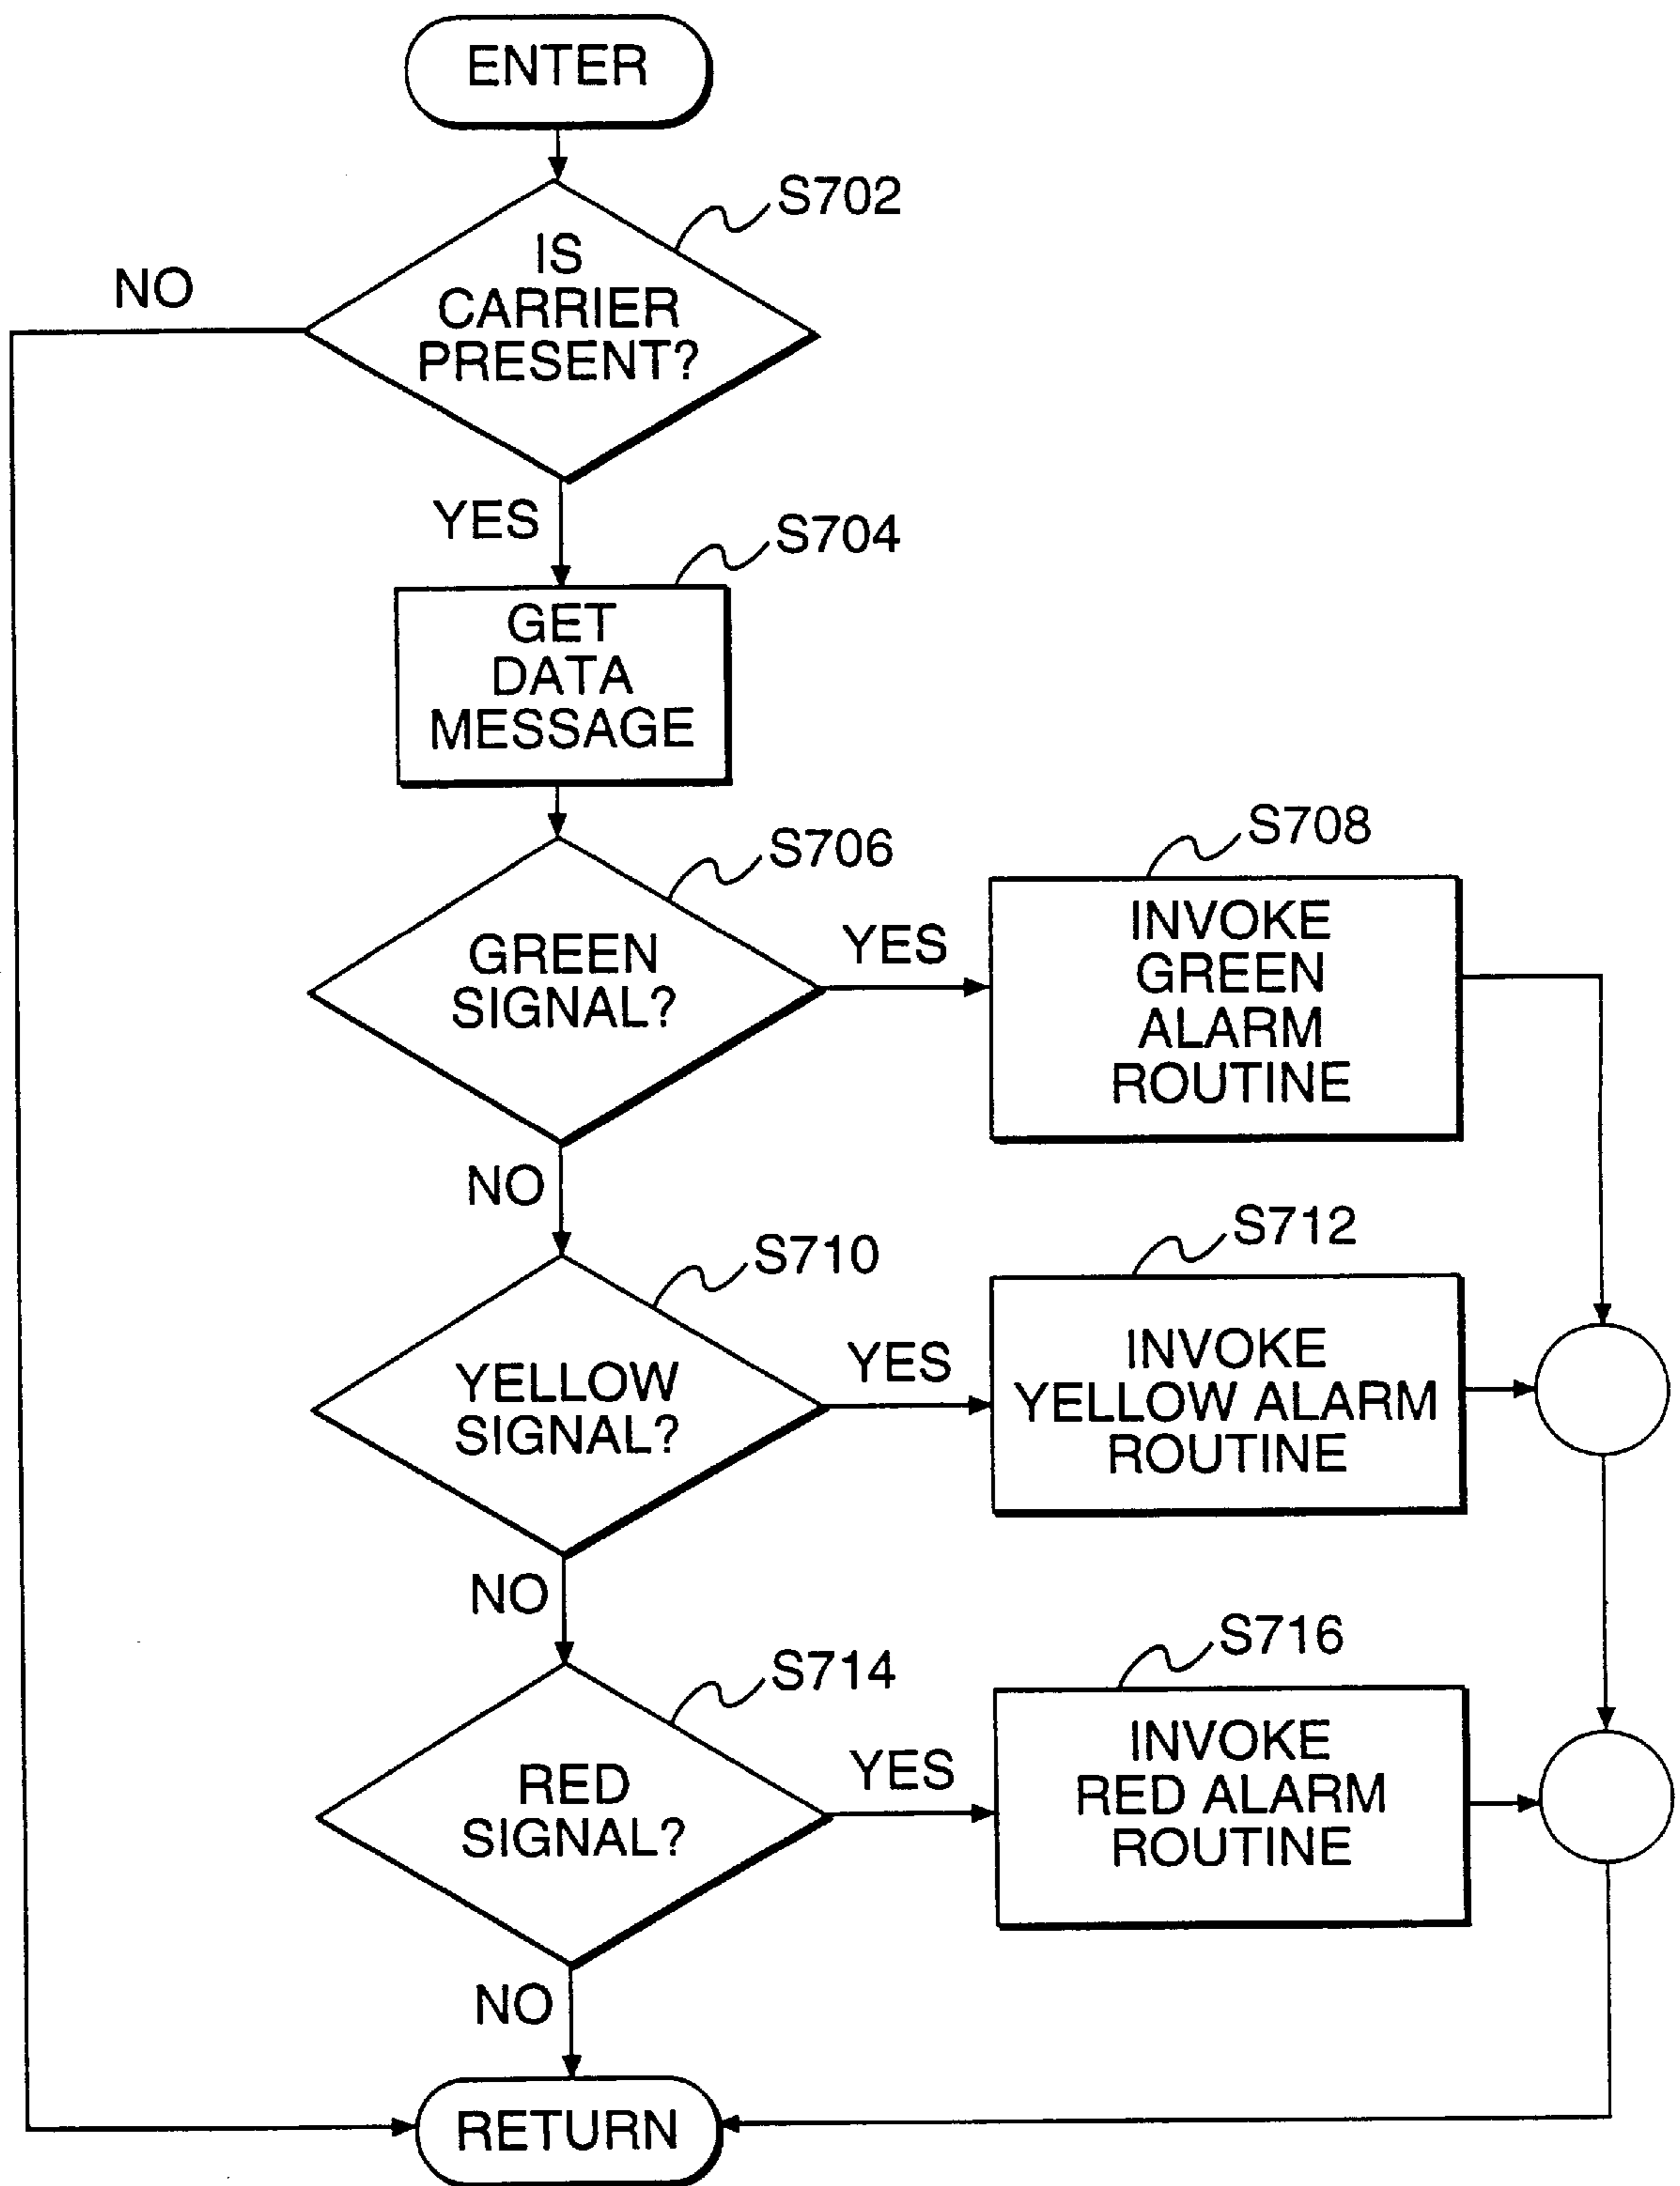 ENTER
S702
IS
CARRIER
PRESENT?
NO
YES
S704
GET
DATA
MESSAGE
S706
GREEN
SIGNAL?
YES
S708
INVOKE
GREEN
ALARM
ROUTINE
NO
S710
YELLOW
SIGNAL?
YES
S712
INVOKE
YELLOW ALARM
ROUTINE
NO
S714
RED
SIGNAL?
YES
S716
INVOKE
RED ALARM
ROUTINE
NO
RETURN